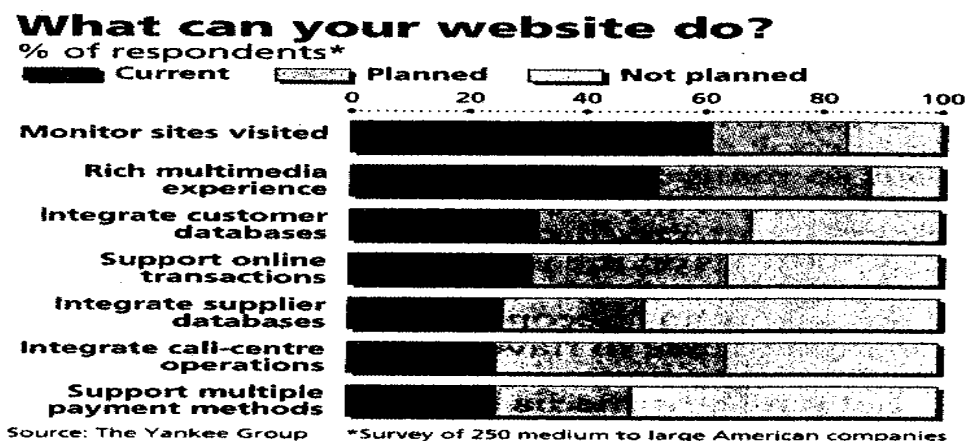 What can your website do?
% of respondents*
Current Planned Not planned
0 20 40 60 80 100
Monitor sites visited
Rich multimedia
experience
Integrate customer
databases
Support online
transactions
Integrate supplier
databases
Integrate call-centre
operations
Support multiple
payment methods
Source: The Yankee Group *Survey of 250 medium to large American companies